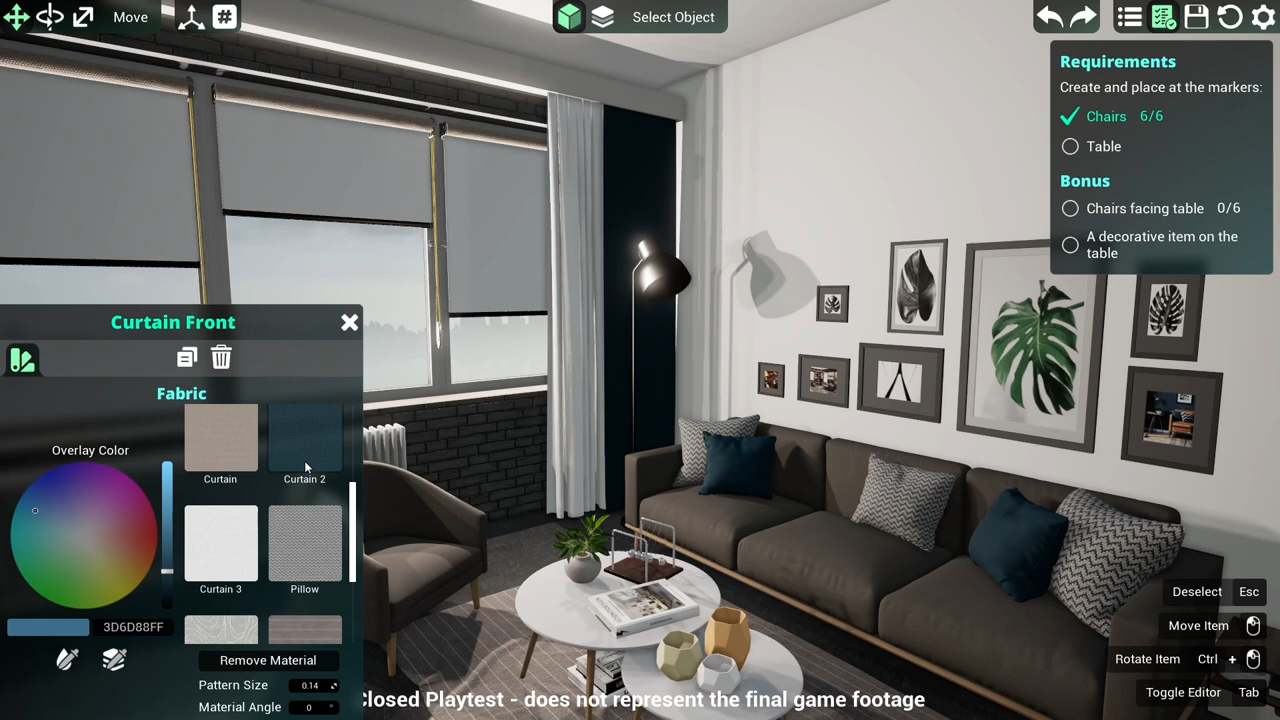 Move
Select Object
Requirements
Create and place at the markers:
Chairs 6/6
Table
Bonus
Chairs facing table 0/6
A decorative item on the
table
Curtain Front
Fabric
Overlay Color
Curtain
Curtain 2
Curtain 3
Pillow
3D6D88FF
Remove Material
Pattern Size 0.14
Material Angle 0
Deselect Esc
Move Item
Rotate Item Ctrl +
Toggle Editor Tab
Closed Playtest - does not represent the final game footage